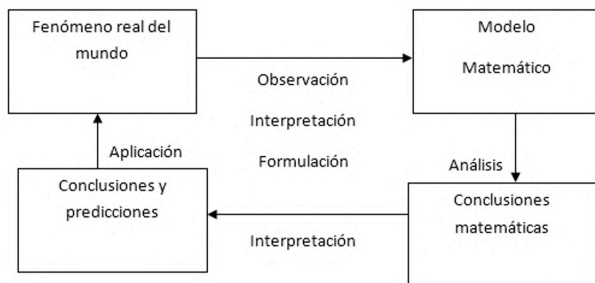 Fenómeno real del
mundo
Modelo
Matemático
Observación
Interpretación
Formulación
Aplicación
Análisis
Conclusiones y
predicciones
Conclusiones
matemáticas
Interpretación